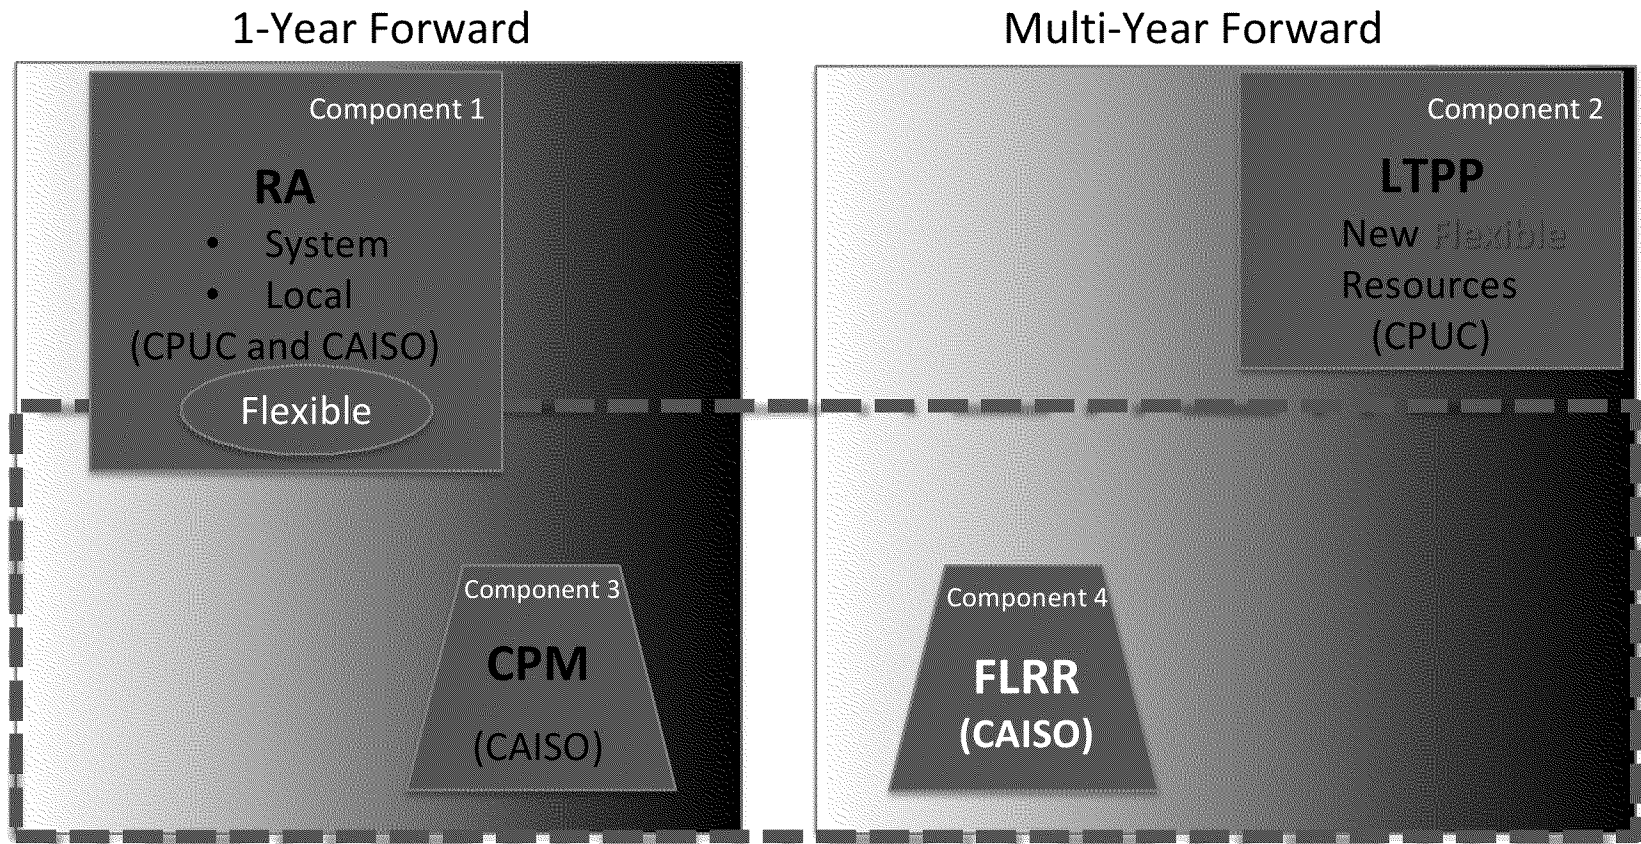 1-Year Forward
Multi-Year Forward
Component 1
RA
• System
• Local
(CPUC and CAISO)
Flexible
Component 2
LTPP
New Flexible
Resources
(CPUC)
Component 3
CPM
(CAISO)
Component 4
FLRR
(CAISO)